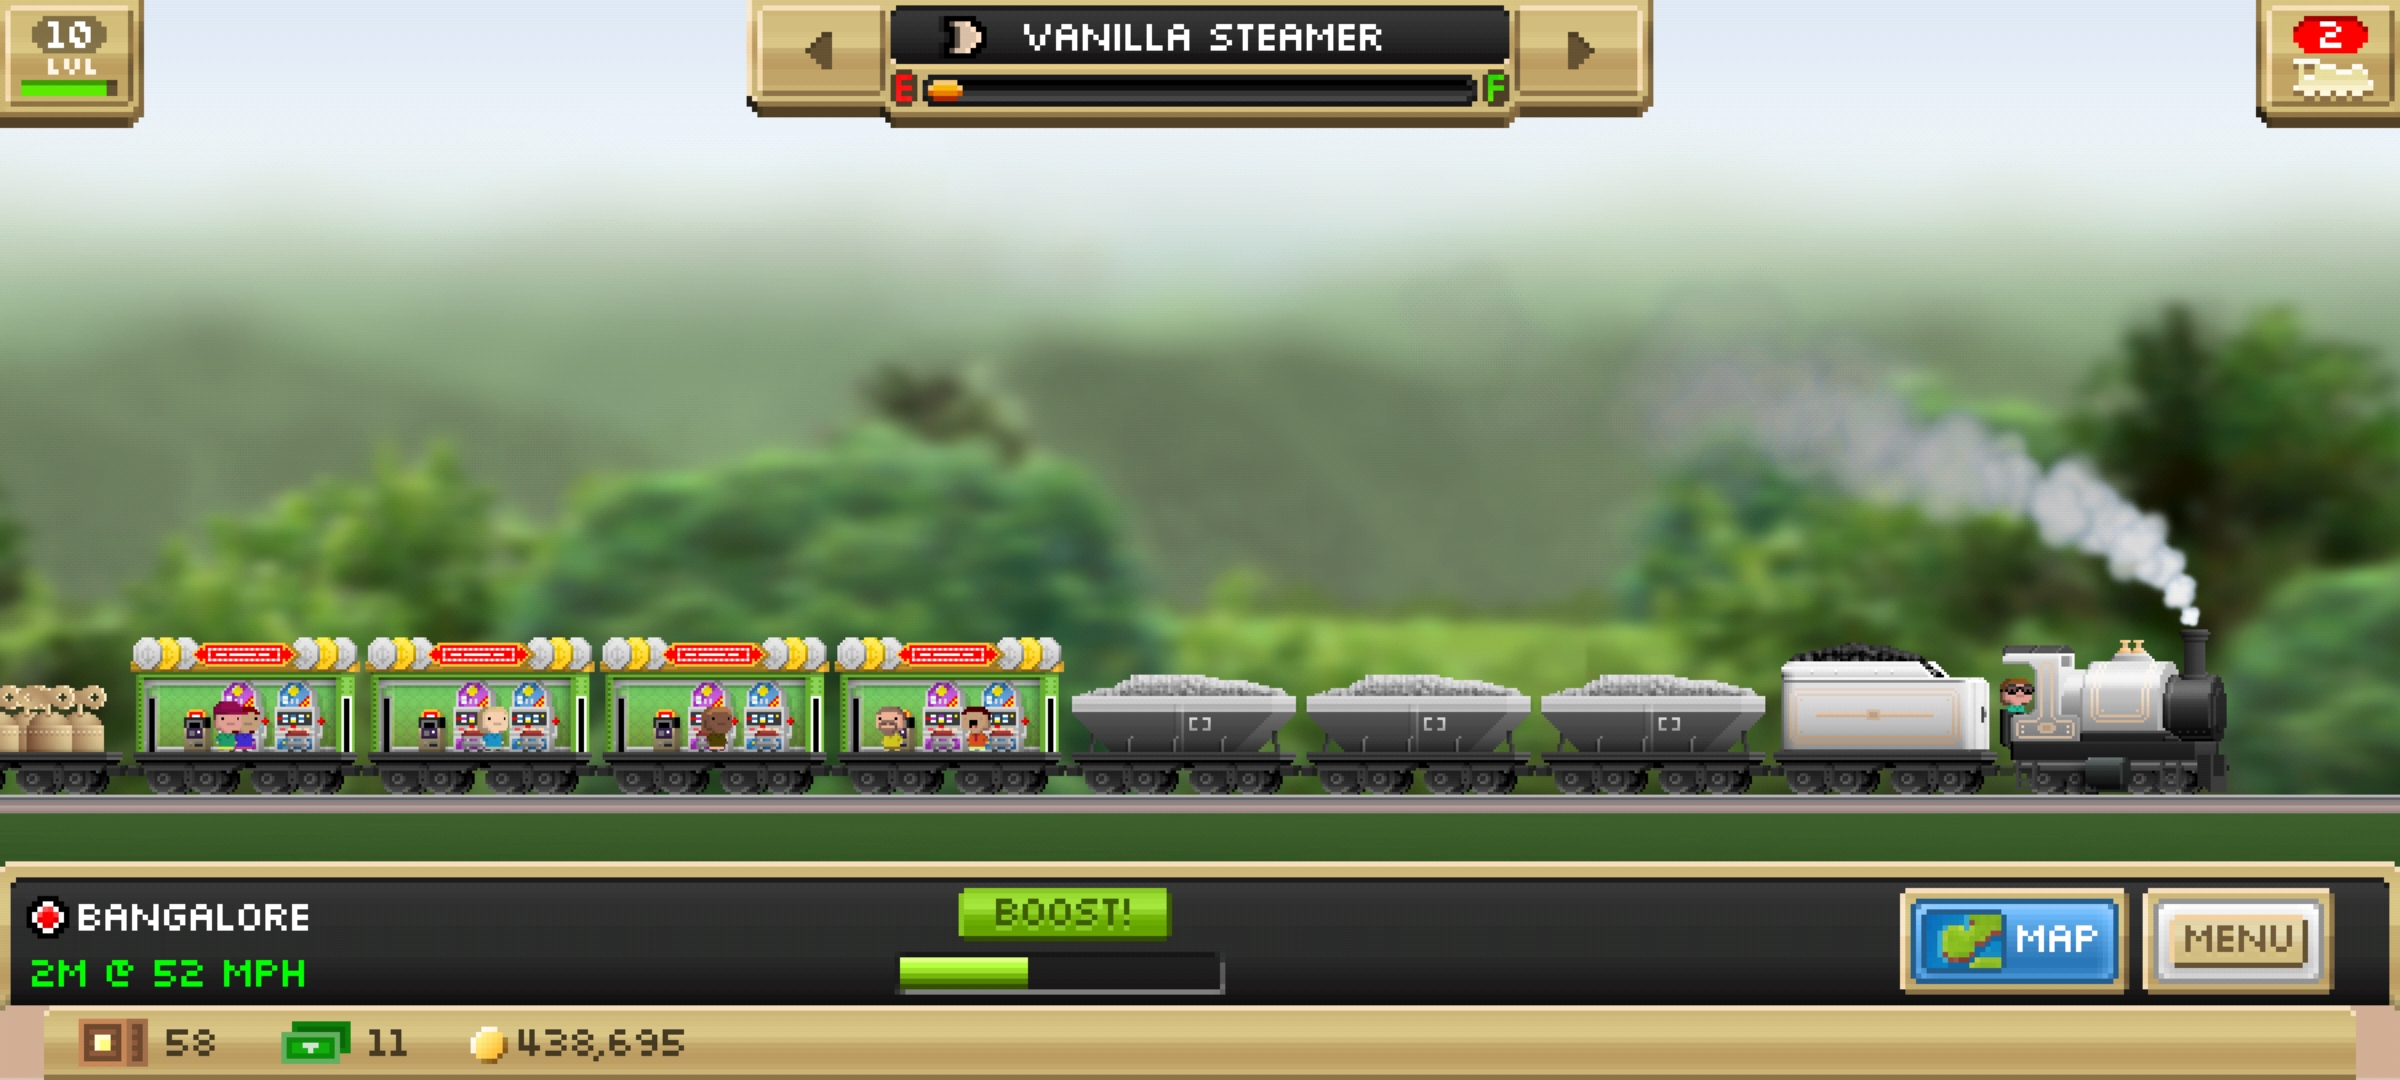 10
LVL
VANILLA STEAMER
E F
2
BANGALORE
2M @ 52 MPH
BOOST!
MAP
MENU
58
11
438,695